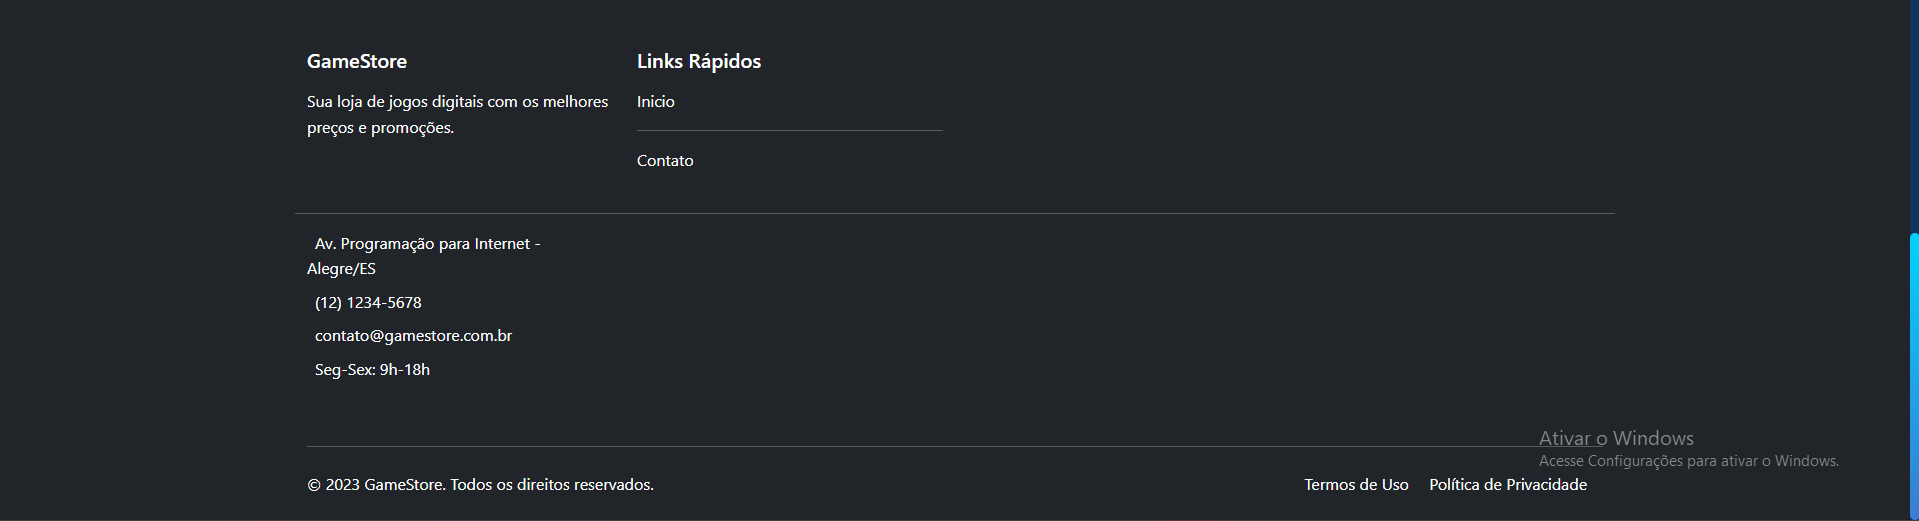 GameStore
Sua loja de jogos digitais com os melhores
preços e promoções.
Links Rápidos
Inicio
Contato
Av. Programação para Internet -
Alegre/ES
(12) 1234-5678
contato@gamestore.com.br
Seg-Sex: 9h-18h
Ativar o Windows
Acesse Configurações para ativar o Windows.
© 2023 GameStore. Todos os direitos reservados.
Termos de Uso
Política de Privacidade